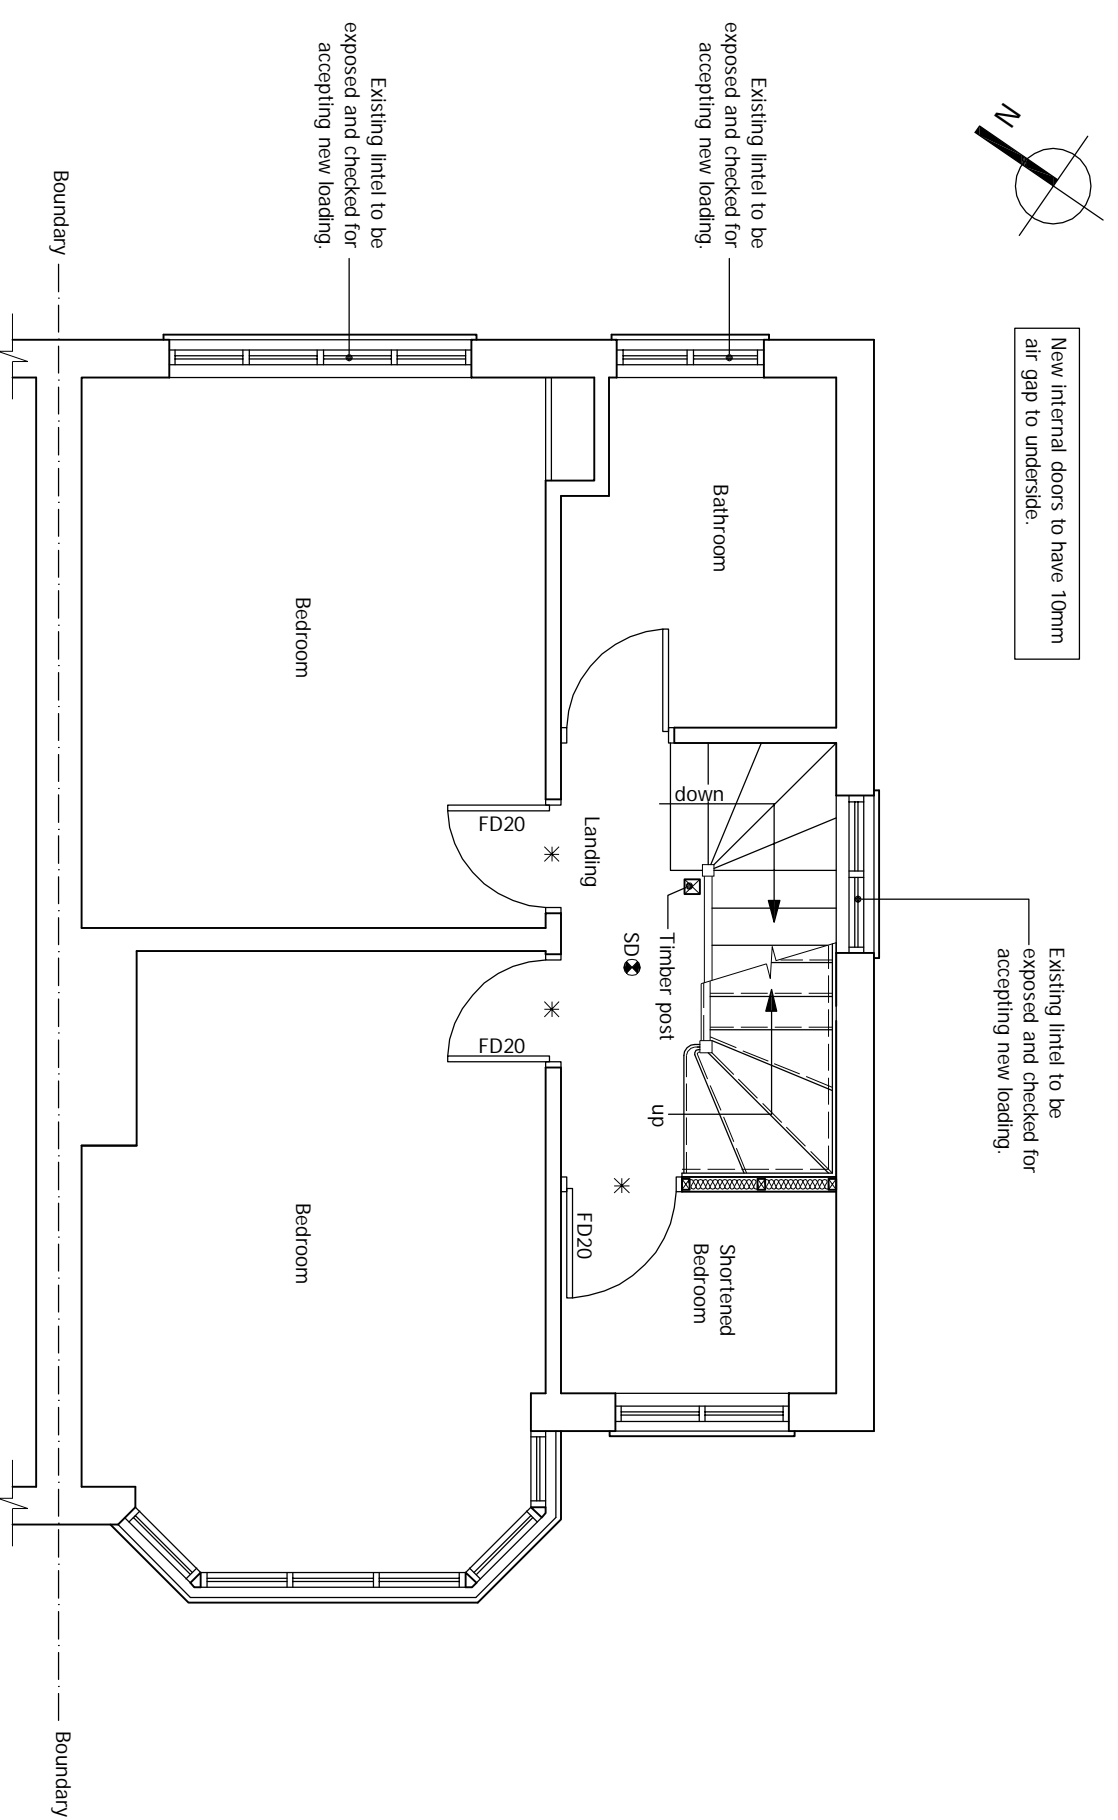 N
New internal doors to have 10mm
air gap to underside.
Existing lintel to be
exposed and checked for
accepting new loading.
Existing lintel to be
exposed and checked for
accepting new loading.
Existing lintel to be
exposed and checked for
accepting new loading.
Bathroom
down
Landing
FD20
Timber post
SD
up
FD20
FD20
Shortened
Bedroom
Bedroom
Bedroom
Boundary
Boundary